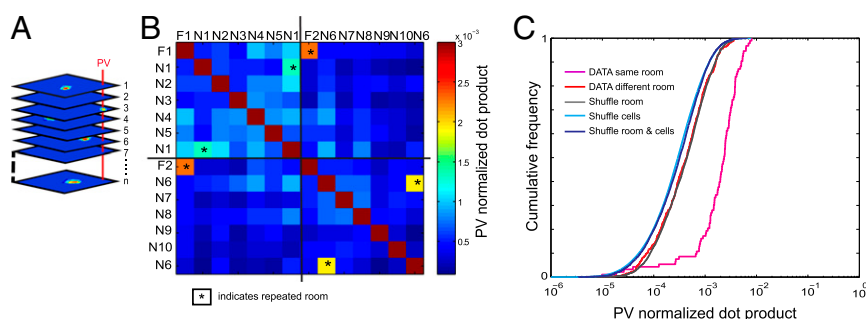 A
PV
1
2
3
4
5
6
7
n
B
F1 N1 N2 N3 N4 N5 N1 F2 N6 N7 N8 N9 N10 N6
F1
N1
N2
N3
N4
N5
N1
F2
N6
N7
N8
N9
N10
N6
* indicates repeated room
3 x10⁻³
2.5
2
1.5
1
0.5
PV normalized dot product
C
Cumulative frequency
1
0
DATA same room
DATA different room
Shuffle room
Shuffle cells
Shuffle room & cells
10⁻⁶ 10⁻⁵ 10⁻⁴ 10⁻³ 10⁻² 10⁻¹ 10⁰
PV normalized dot product